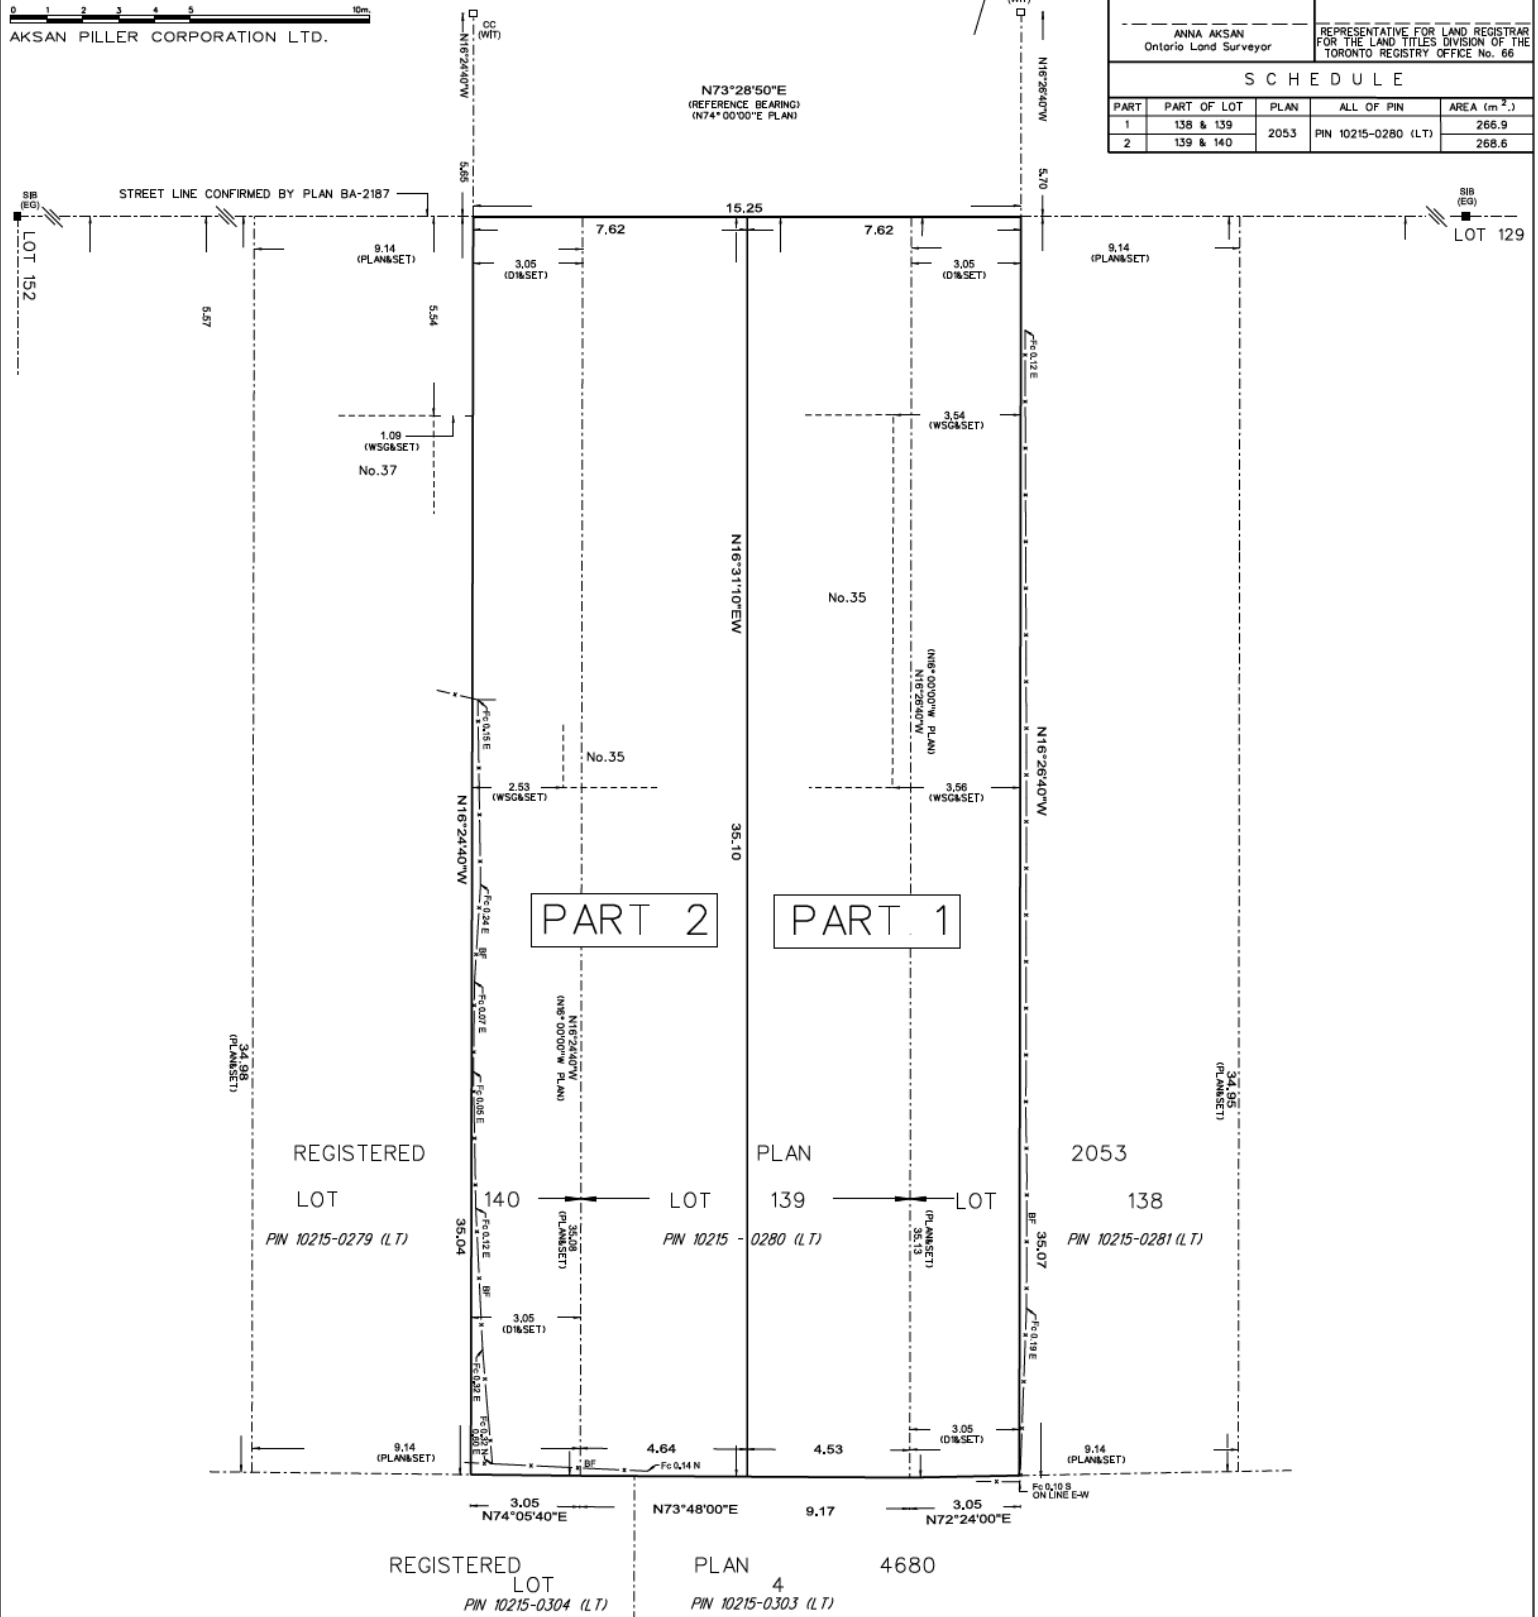 0 1 2 3 4 5 10m.
AKSAN PILLER CORPORATION LTD.
ANNA AKSAN
Ontario Land Surveyor
REPRESENTATIVE FOR LAND REGISTRAR
FOR THE LAND TITLES DIVISION OF THE
TORONTO REGISTRY OFFICE No. 66
SCHEDULE
PART PART OF LOT PLAN ALL OF PIN AREA (m².)
1 138 & 139 2053 PIN 10215-0280 (LT) 266.9
2 139 & 140 268.6
CC
(WIT)
(WIT)
N16°24'40"W
N16°26'40"W
N73°28'50"E
(REFERENCE BEARING)
(N74°00'00"E PLAN)
5.65
5.70
STREET LINE CONFIRMED BY PLAN BA-2187
SIB
(EG)
SIB
(EG)
LOT 152
LOT 129
15.25
7.62
7.62
9.14
(PLAN&SET)
3.05
(D1&SET)
3.05
(D1&SET)
9.14
(PLAN&SET)
5.57
5.54
Fc 0.12 E
1.09
(WSG&SET)
No.37
3.54
(WSG&SET)
N16°31'10"EW
No.35
(N16°00'00"W PLAN)
N16°26'40"W
Fc 0.15 E
No.35
2.53
(WSG&SET)
3.56
(WSG&SET)
N16°26'40"W
N16°24'40"W
35.10
Fc 0.24 E
BF
PART 2
PART 1
Fc 0.07 E
N16°24'40"W
(N16°00'00"W PLAN)
34.98
(PLAN&SET)
34.95
(PLAN&SET)
Fc 0.05 E
REGISTERED PLAN 2053
LOT 140 LOT 139 LOT 138
PIN 10215-0279 (LT)
PIN 10215 - 0280 (LT)
PIN 10215-0281 (LT)
35.04
Fc 0.12 E
BF
35.08
(PLAN&SET)
(PLAN&SET)
35.13
BF
35.07
3.05
(D1&SET)
Fc 0.19 E
Fc 0.32 E
Fc 0.32 N
0.60 E
9.14
(PLAN&SET)
4.64
4.53
3.05
(D1&SET)
9.14
(PLAN&SET)
BF
Fc 0.14 N
Fc 0.10 S
ON LINE E-W
3.05
N74°05'40"E
N73°48'00"E
9.17
3.05
N72°24'00"E
REGISTERED PLAN 4680
LOT 4
PIN 10215-0304 (LT)
PIN 10215-0303 (LT)